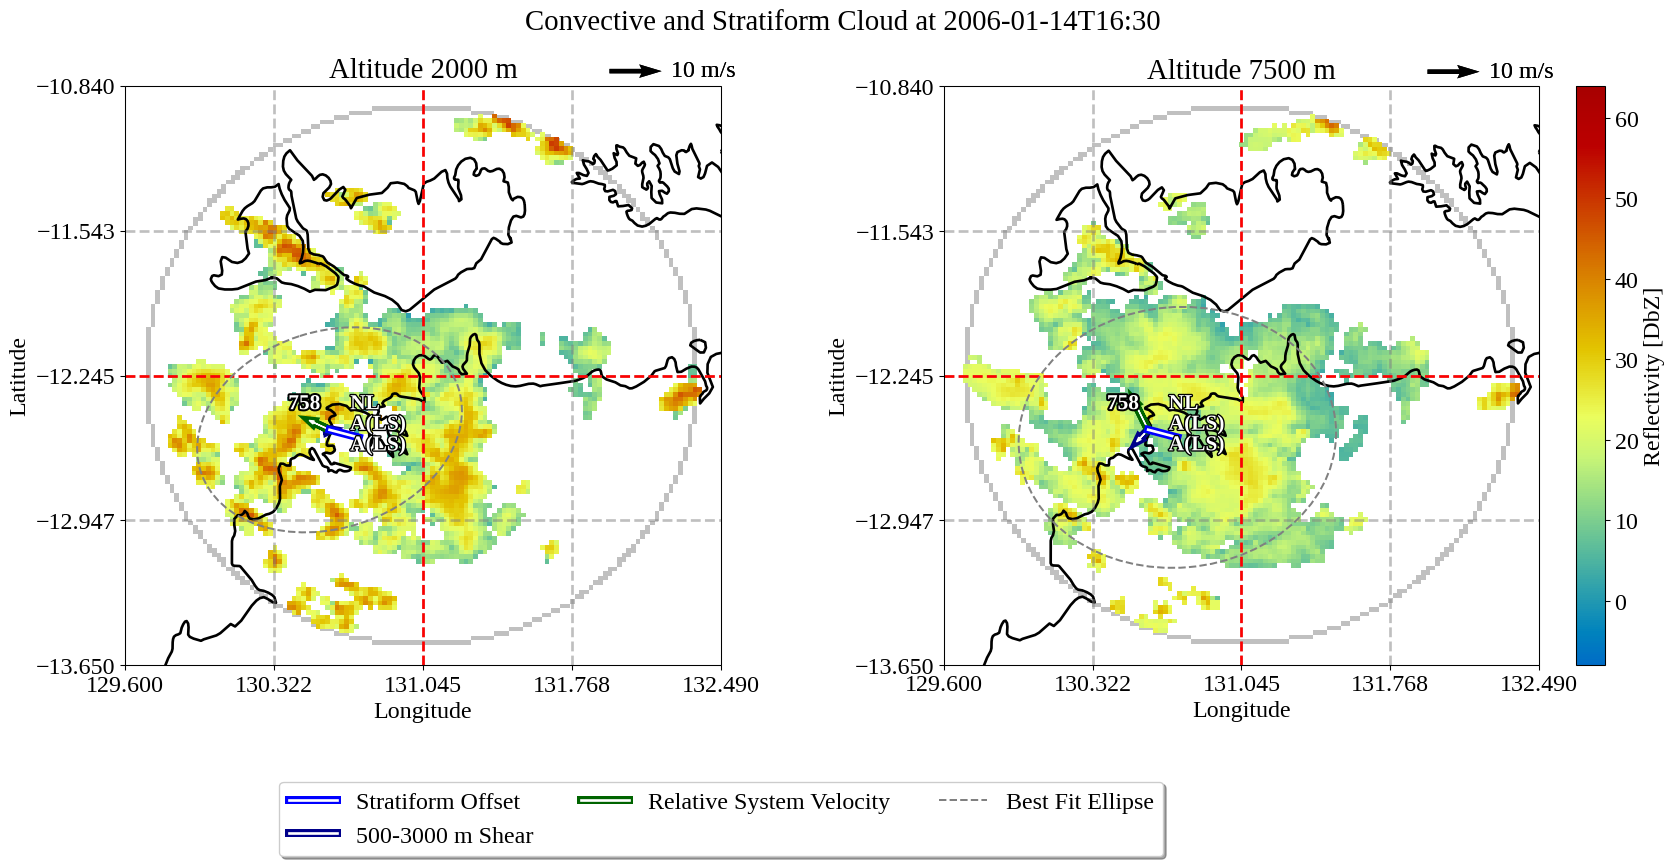 Convective and Stratiform Cloud at 2006-01-14T16:30
Altitude 2000 m
10 m/s
Altitude 7500 m
10 m/s
−10.840
−11.543
−12.245
−12.947
−13.650
Latitude
129.600
130.322
131.045
131.768
132.490
Longitude
758
NL
A(LS)
A(LS)
−10.840
−11.543
−12.245
−12.947
−13.650
Latitude
129.600
130.322
131.045
131.768
132.490
Longitude
758
NL
A(LS)
A(LS)
60
50
40
30
20
10
0
Reflectivity [DbZ]
Stratiform Offset
Relative System Velocity
Best Fit Ellipse
500-3000 m Shear